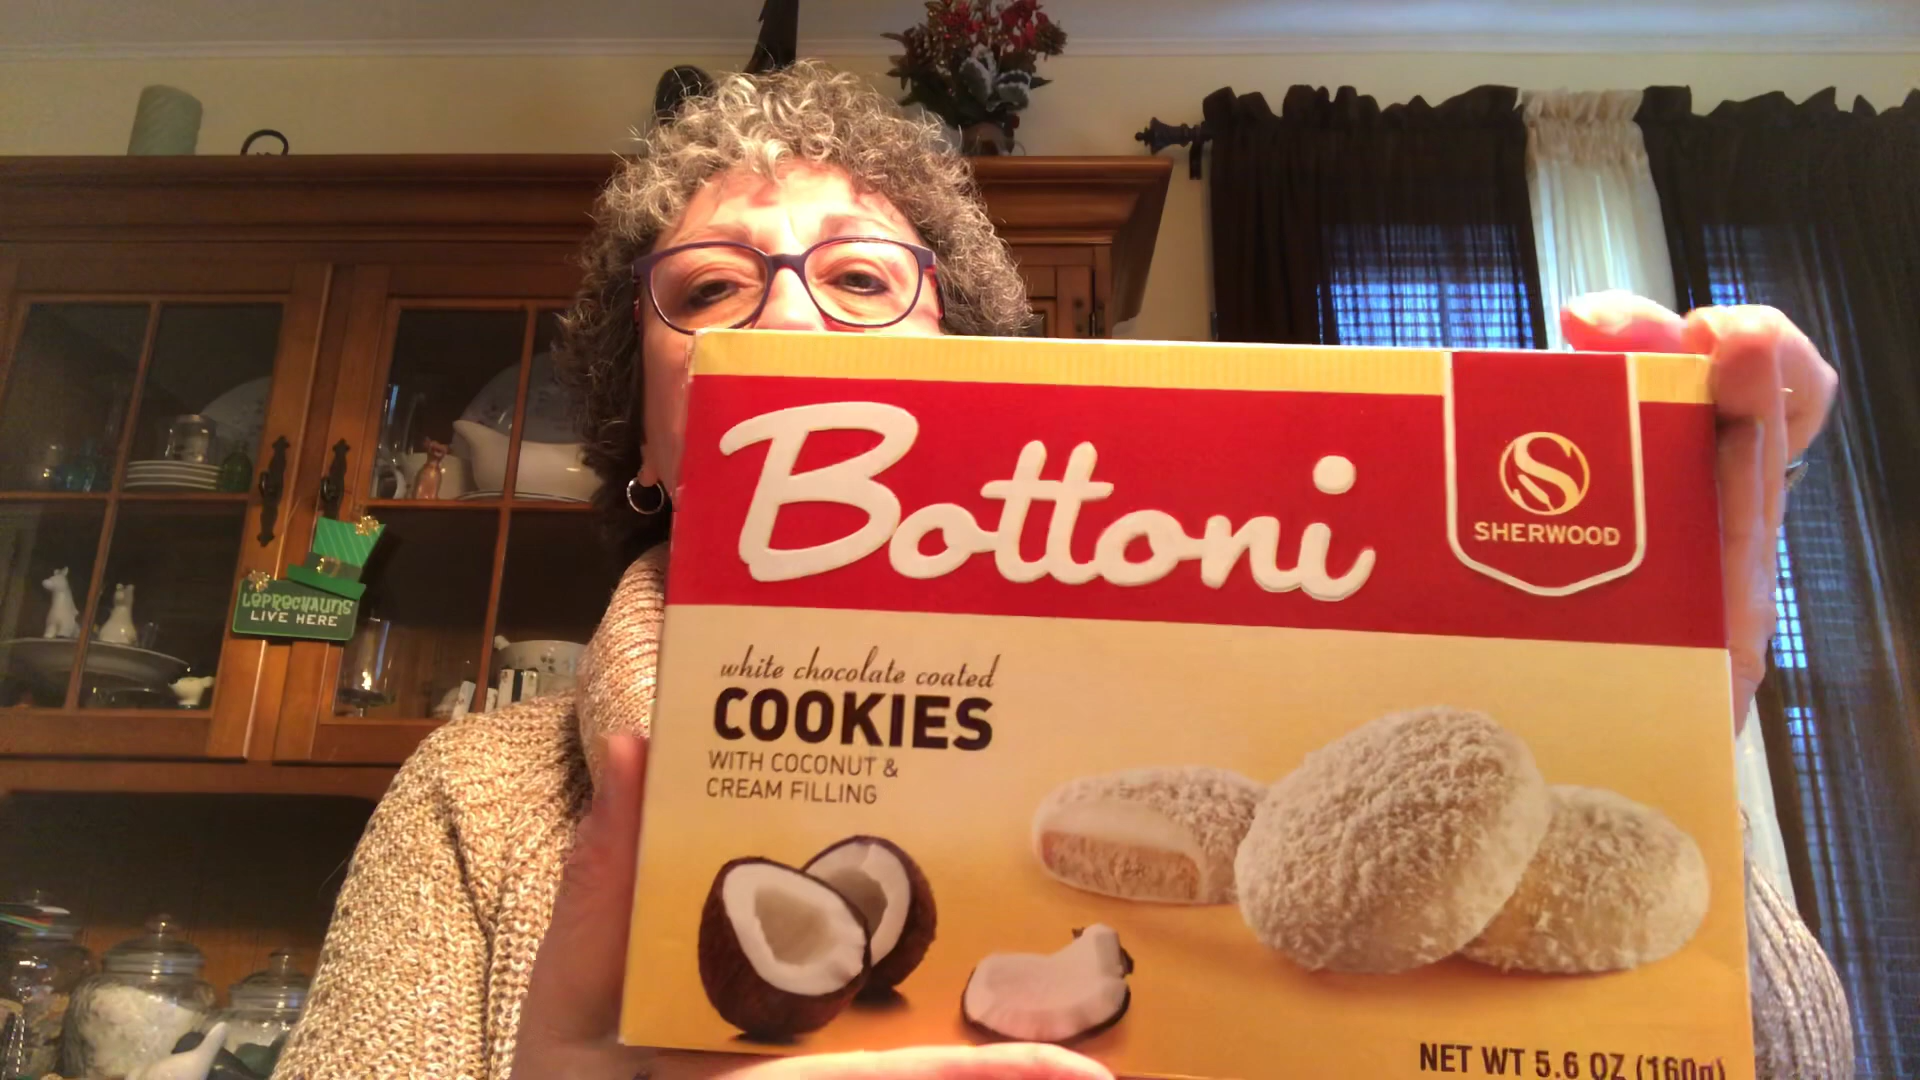 Bottoni
S
SHERWOOD
white chocolate coated
COOKIES
WITH COCONUT &
CREAM FILLING
NET WT 5.6 OZ (160g)
LEPRECHAUNS
LIVE HERE